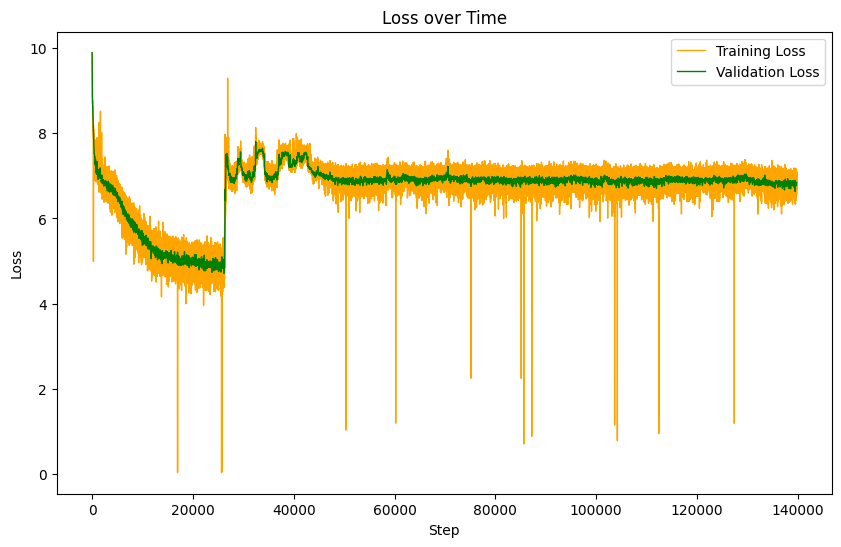 Loss over Time
Training Loss
Validation Loss
10
8
6
4
2
0
Loss
0 20000 40000 60000 80000 100000 120000 140000
Step